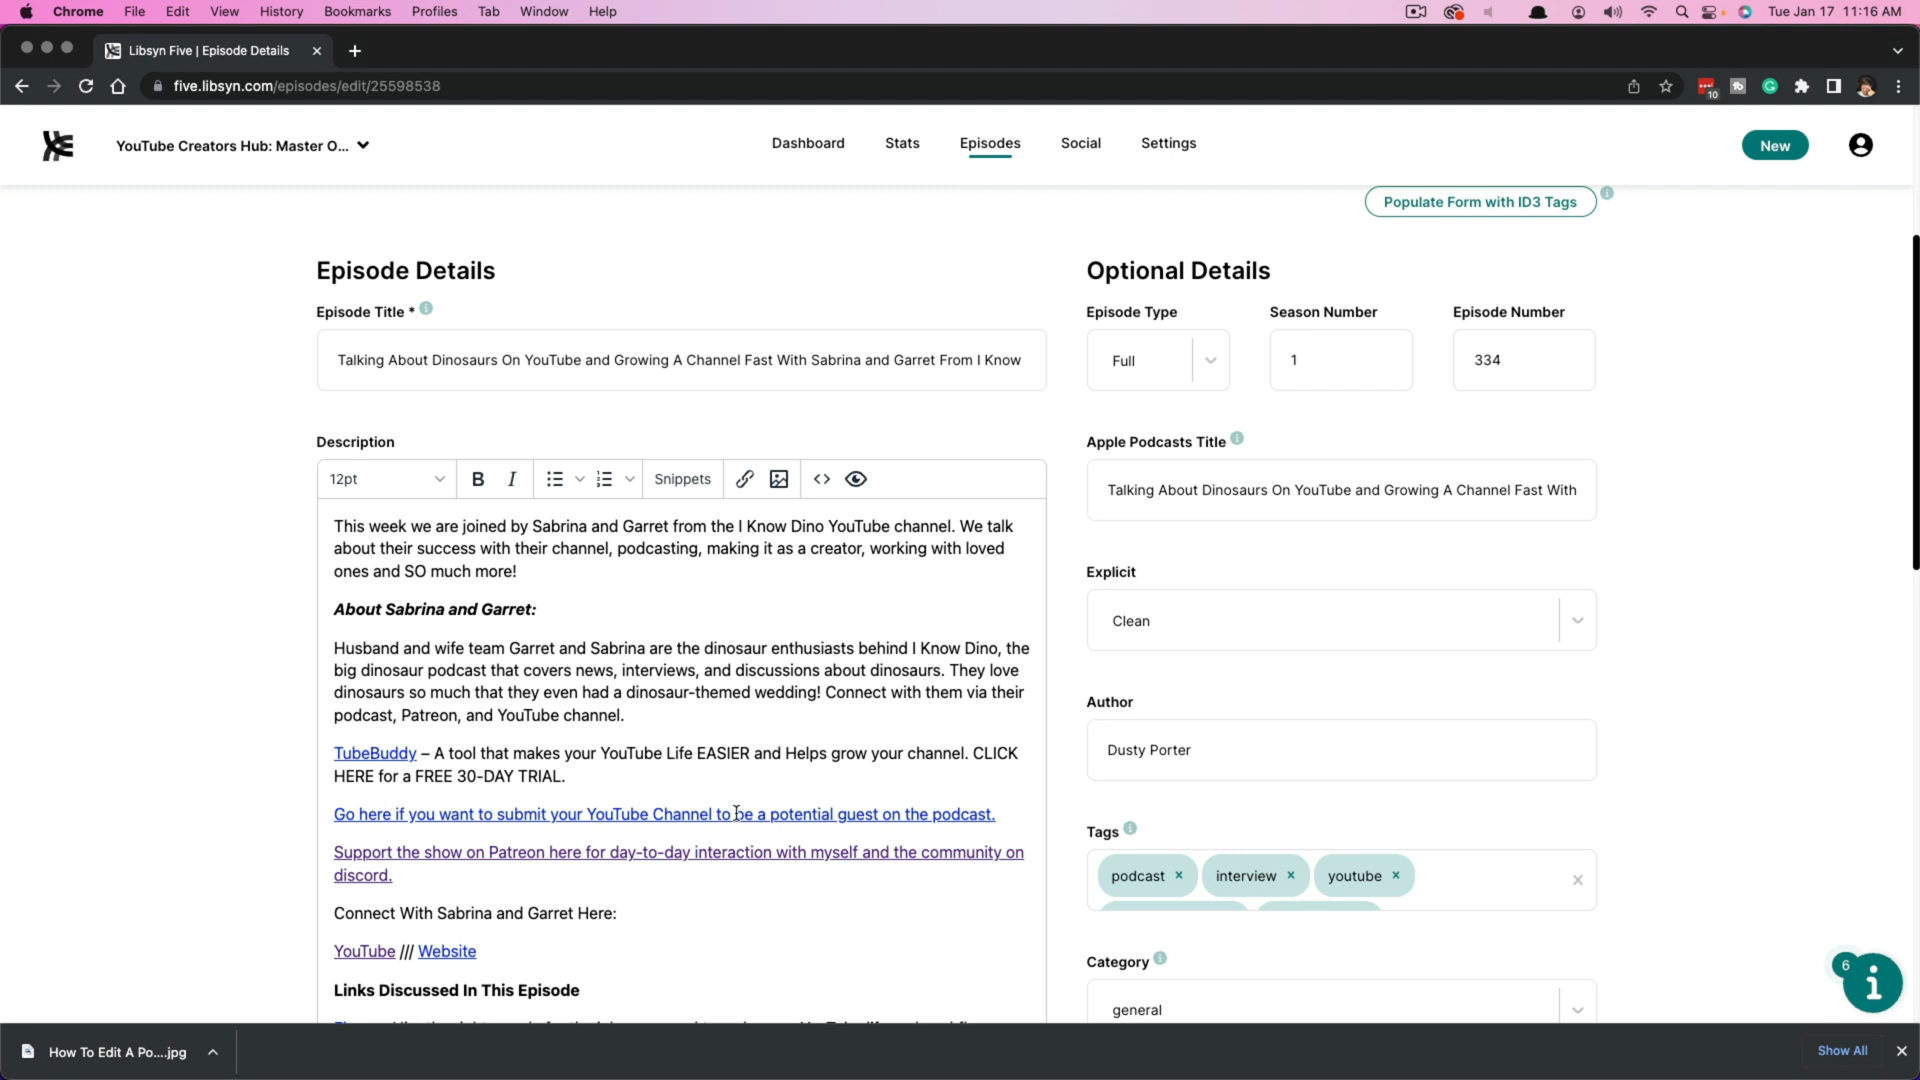 Chrome File Edit View History Bookmarks Profiles Tab Window Help Tue Jan 17 11:16 AM
Libsyn Five | Episode Details
five.libsyn.com/episodes/edit/25598538
10
YouTube Creators Hub: Master O...
Dashboard Stats Episodes Social Settings
New
Populate Form with ID3 Tags
Episode Details
Episode Title *
Talking About Dinosaurs On YouTube and Growing A Channel Fast With Sabrina and Garret From I Know
Description
12pt
B I
Snippets
This week we are joined by Sabrina and Garret from the I Know Dino YouTube channel. We talk
about their success with their channel, podcasting, making it as a creator, working with loved
ones and SO much more!
About Sabrina and Garret:
Husband and wife team Garret and Sabrina are the dinosaur enthusiasts behind I Know Dino, the
big dinosaur podcast that covers news, interviews, and discussions about dinosaurs. They love
dinosaurs so much that they even had a dinosaur-themed wedding! Connect with them via their
podcast, Patreon, and YouTube channel.
TubeBuddy – A tool that makes your YouTube Life EASIER and Helps grow your channel. CLICK
HERE for a FREE 30-DAY TRIAL.
Go here if you want to submit your YouTube Channel to be a potential guest on the podcast.
Support the show on Patreon here for day-to-day interaction with myself and the community on
discord.
Connect With Sabrina and Garret Here:
YouTube /// Website
Links Discussed In This Episode
Optional Details
Episode Type
Full
Season Number
1
Episode Number
334
Apple Podcasts Title
Talking About Dinosaurs On YouTube and Growing A Channel Fast With
Explicit
Clean
Author
Dusty Porter
Tags
podcast × interview × youtube ×
Category
general
6
How To Edit A Po....jpg
Show All